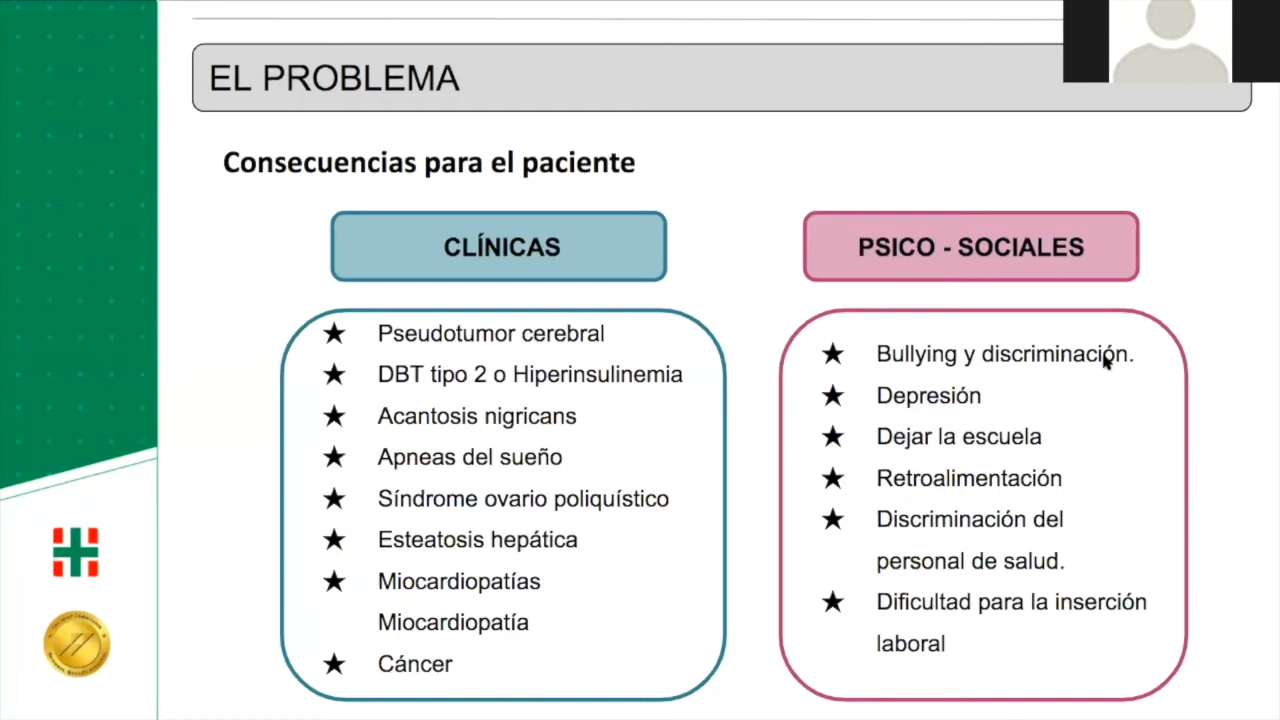 EL PROBLEMA
Consecuencias para el paciente
CLÍNICAS
★ Pseudotumor cerebral
★ DBT tipo 2 o Hiperinsulinemia
★ Acantosis nigricans
★ Apneas del sueño
★ Síndrome ovario poliquístico
★ Esteatosis hepática
★ Miocardiopatías
Miocardiopatía
★ Cáncer
PSICO - SOCIALES
★ Bullying y discriminación.
★ Depresión
★ Dejar la escuela
★ Retroalimentación
★ Discriminación del
personal de salud.
★ Dificultad para la inserción
laboral